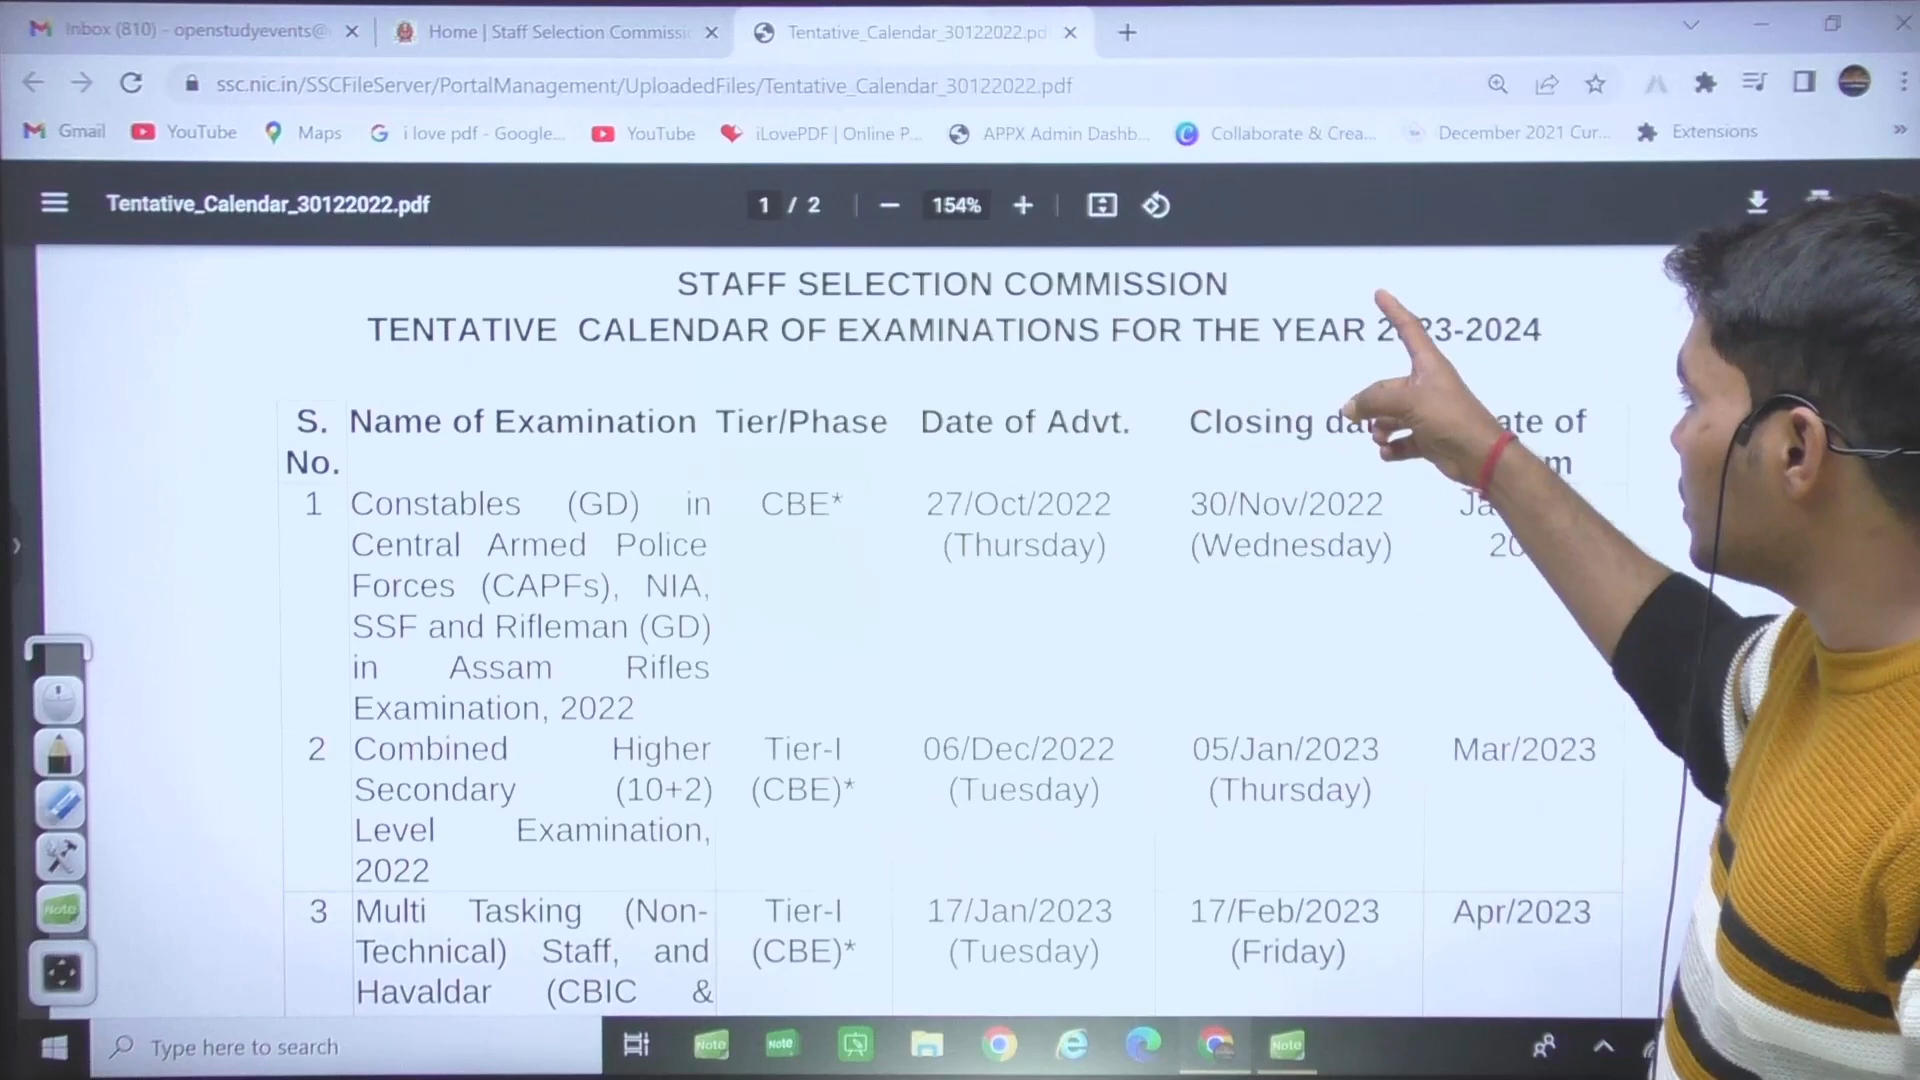 Inbox (810) - openstudyevents@
Home | Staff Selection Commissi
Tentative_Calendar_30122022.pd
ssc.nic.in/SSCFileServer/PortalManagement/UploadedFiles/Tentative_Calendar_30122022.pdf
Gmail YouTube Maps i love pdf - Google... YouTube iLovePDF | Online P... APPX Admin Dashb... Collaborate & Crea... December 2021 Cur... Extensions »
Tentative_Calendar_30122022.pdf 1 / 2 154%
STAFF SELECTION COMMISSION
TENTATIVE CALENDAR OF EXAMINATIONS FOR THE YEAR 2023-2024
S. Name of Examination Tier/Phase Date of Advt. Closing of
No.
1 Constables (GD) in CBE* 27/Oct/2022 30/Nov/2022
Central Armed Police (Thursday) (Wednesday)
Forces (CAPFs), NIA,
SSF and Rifleman (GD)
in Assam Rifles
Examination, 2022
2 Combined Higher Tier-I 06/Dec/2022 05/Jan/2023 Mar/2023
Secondary (10+2) (CBE)* (Tuesday) (Thursday)
Level Examination,
2022
3 Multi Tasking (Non- Tier-I 17/Jan/2023 17/Feb/2023 Apr/2023
Technical) Staff, and (CBE)* (Tuesday) (Friday)
Havaldar (CBIC &
Note
Type here to search Note Note Note